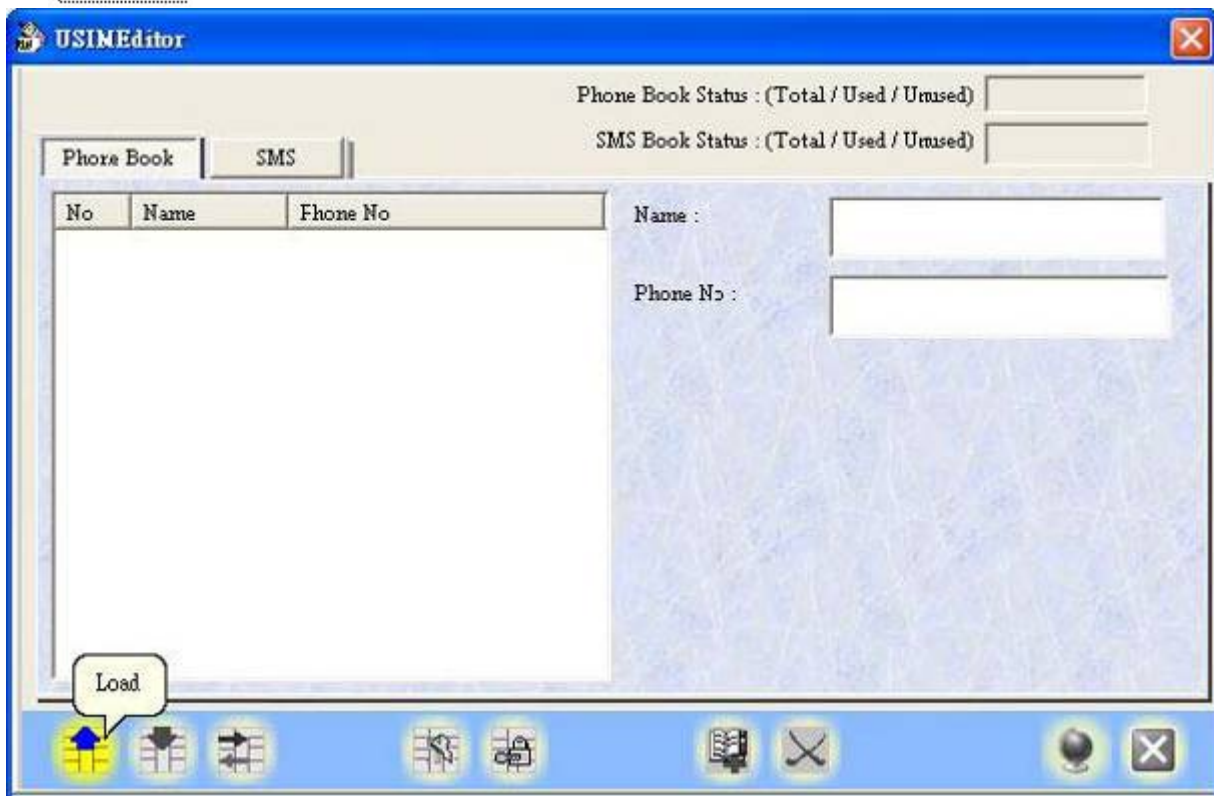 USIMEditor
Phone Book Status : (Total / Used / Unused)
SMS Book Status : (Total / Used / Unused)
Phone Book SMS
No Name Phone No
Name :
Phone No :
Load